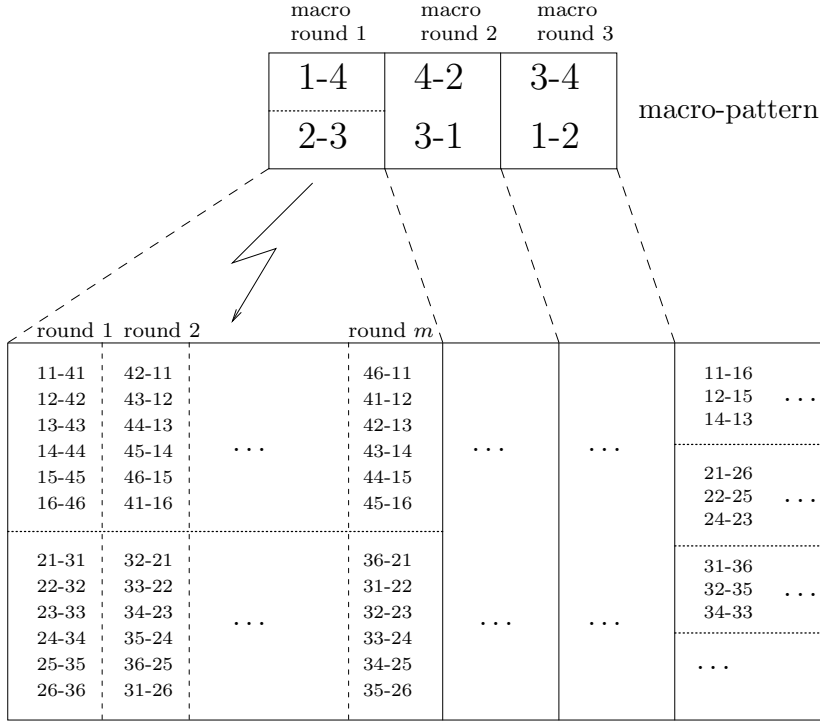 macro macro macro
round 1 round 2 round 3
1-4 4-2 3-4
macro-pattern
2-3 3-1 1-2
round 1 round 2 round m
11-41 42-11 46-11 11-16
12-42 43-12 41-12 12-15 ...
13-43 44-13 42-13 14-13
14-44 45-14 ... 43-14 ... ...
15-45 46-15 44-15 21-26
16-46 41-16 45-16 22-25 ...
24-23
21-31 32-21 36-21 31-36
22-32 33-22 31-22 32-35 ...
23-33 34-23 32-23 34-33
24-34 35-24 ... 33-24 ... ...
25-35 36-25 34-25 ...
26-36 31-26 35-26